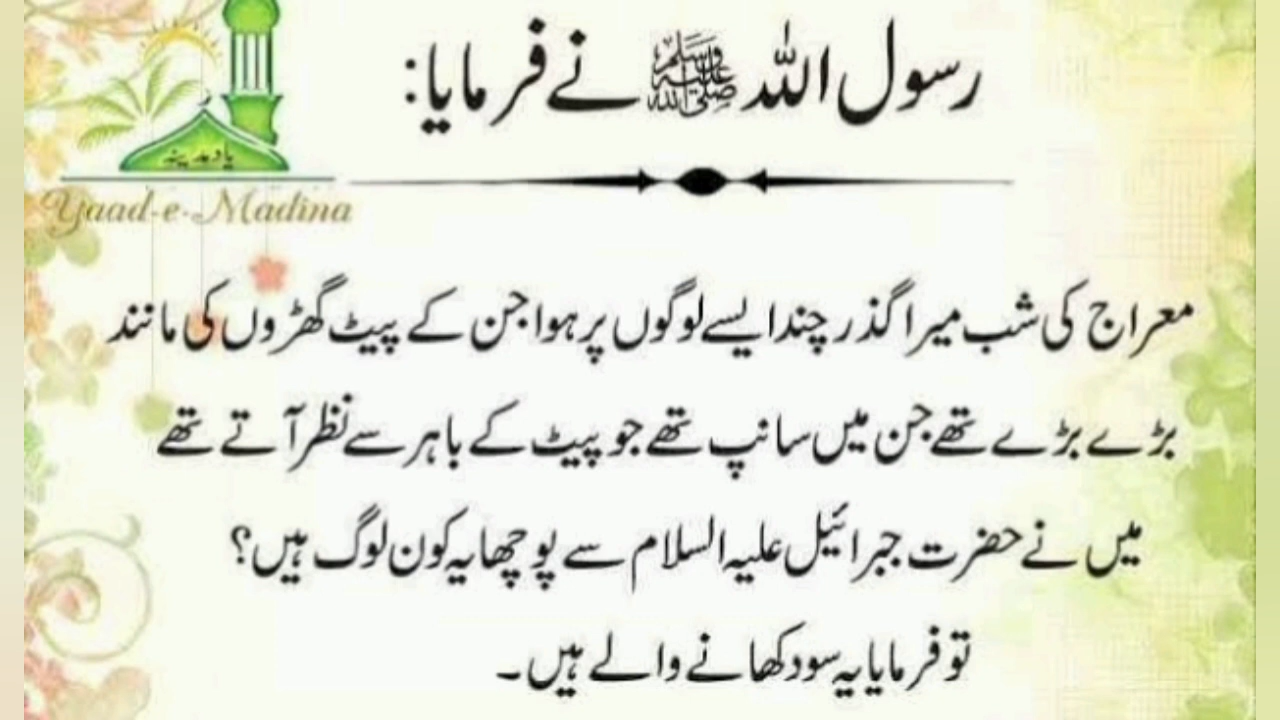 رسول اللہ ﷺ نے فرمایا:
یاد مدینہ
Yaad-e-Madina
معراج کی شب میرا گذر چند ایسے لوگوں پر ہوا جن کے پیٹ گھڑوں کی مانند
بڑے بڑے تھے جن میں سانپ تھے جو پیٹ کے باہر سے نظر آتے تھے
میں نے حضرت جبرائیل علیہ السلام سے پوچھا یہ کون لوگ ہیں؟
تو فرمایا یہ سود کھانے والے ہیں۔